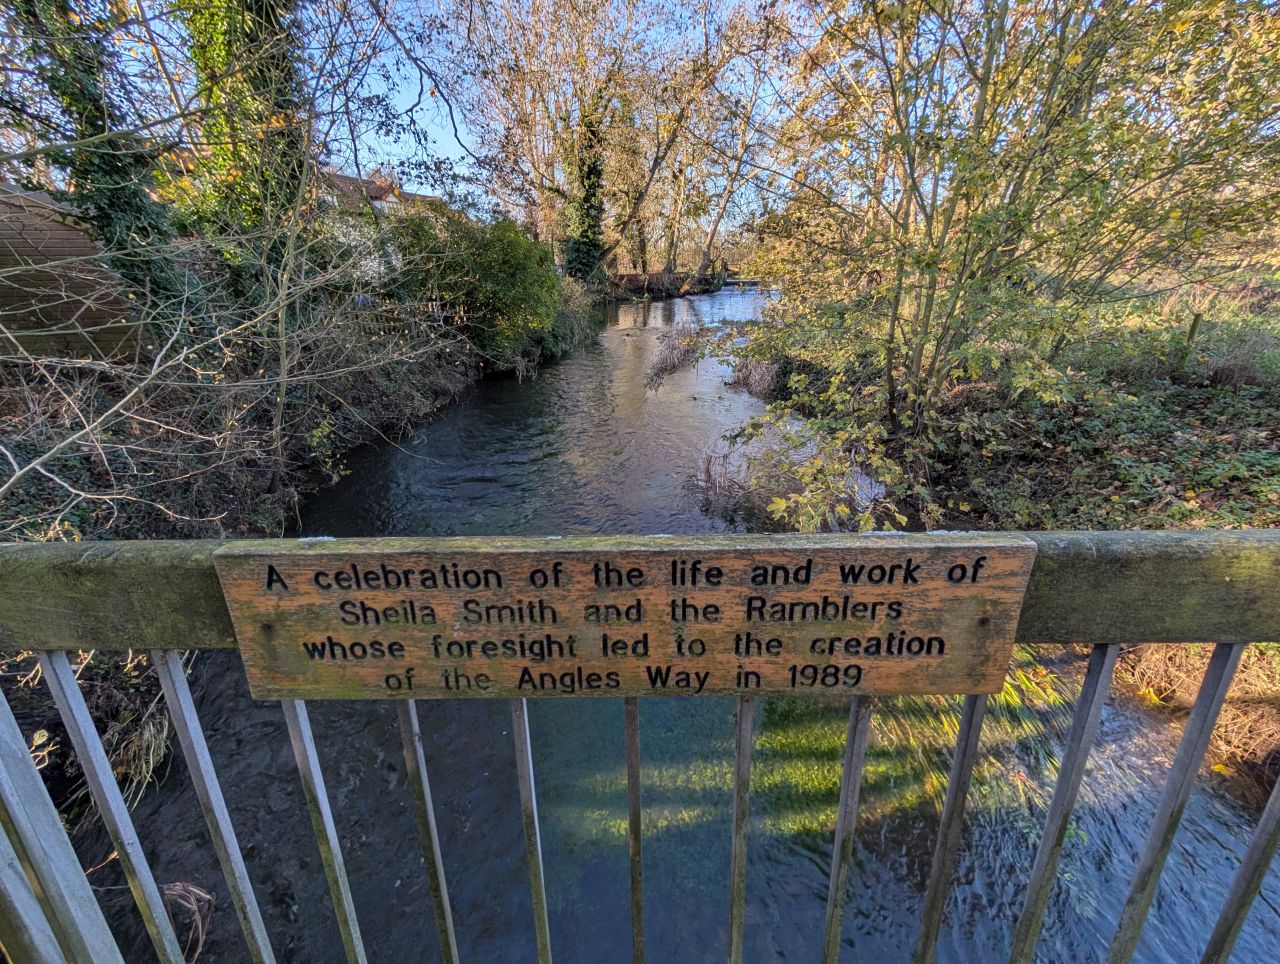 A celebration of the life and work of
Sheila Smith and the Ramblers
whose foresight led to the creation
of the Angles Way in 1989